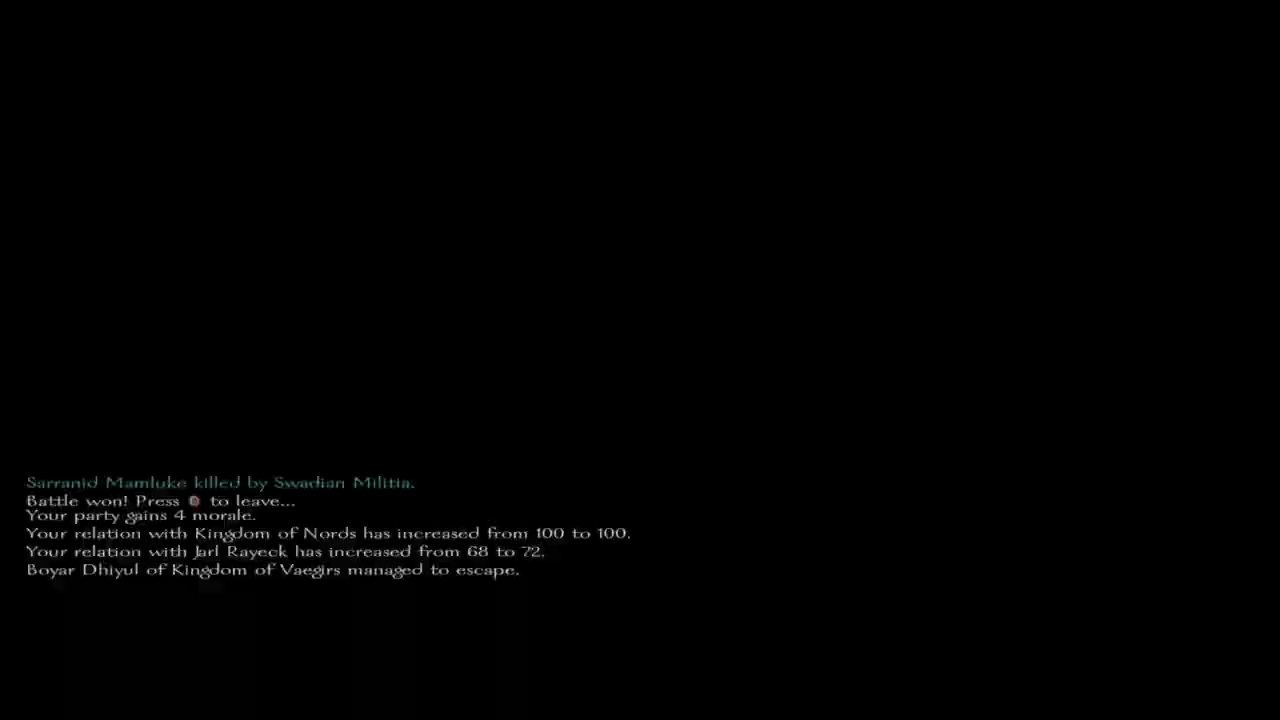 Sarranid Mamluke killed by Swadian Militia.
Battle won! Press to leave...
Your party gains 4 morale.
Your relation with Kingdom of Nords has increased from 100 to 100.
Your relation with Jarl Rayeck has increased from 68 to 72.
Boyar Dhiyul of Kingdom of Vaegirs managed to escape.